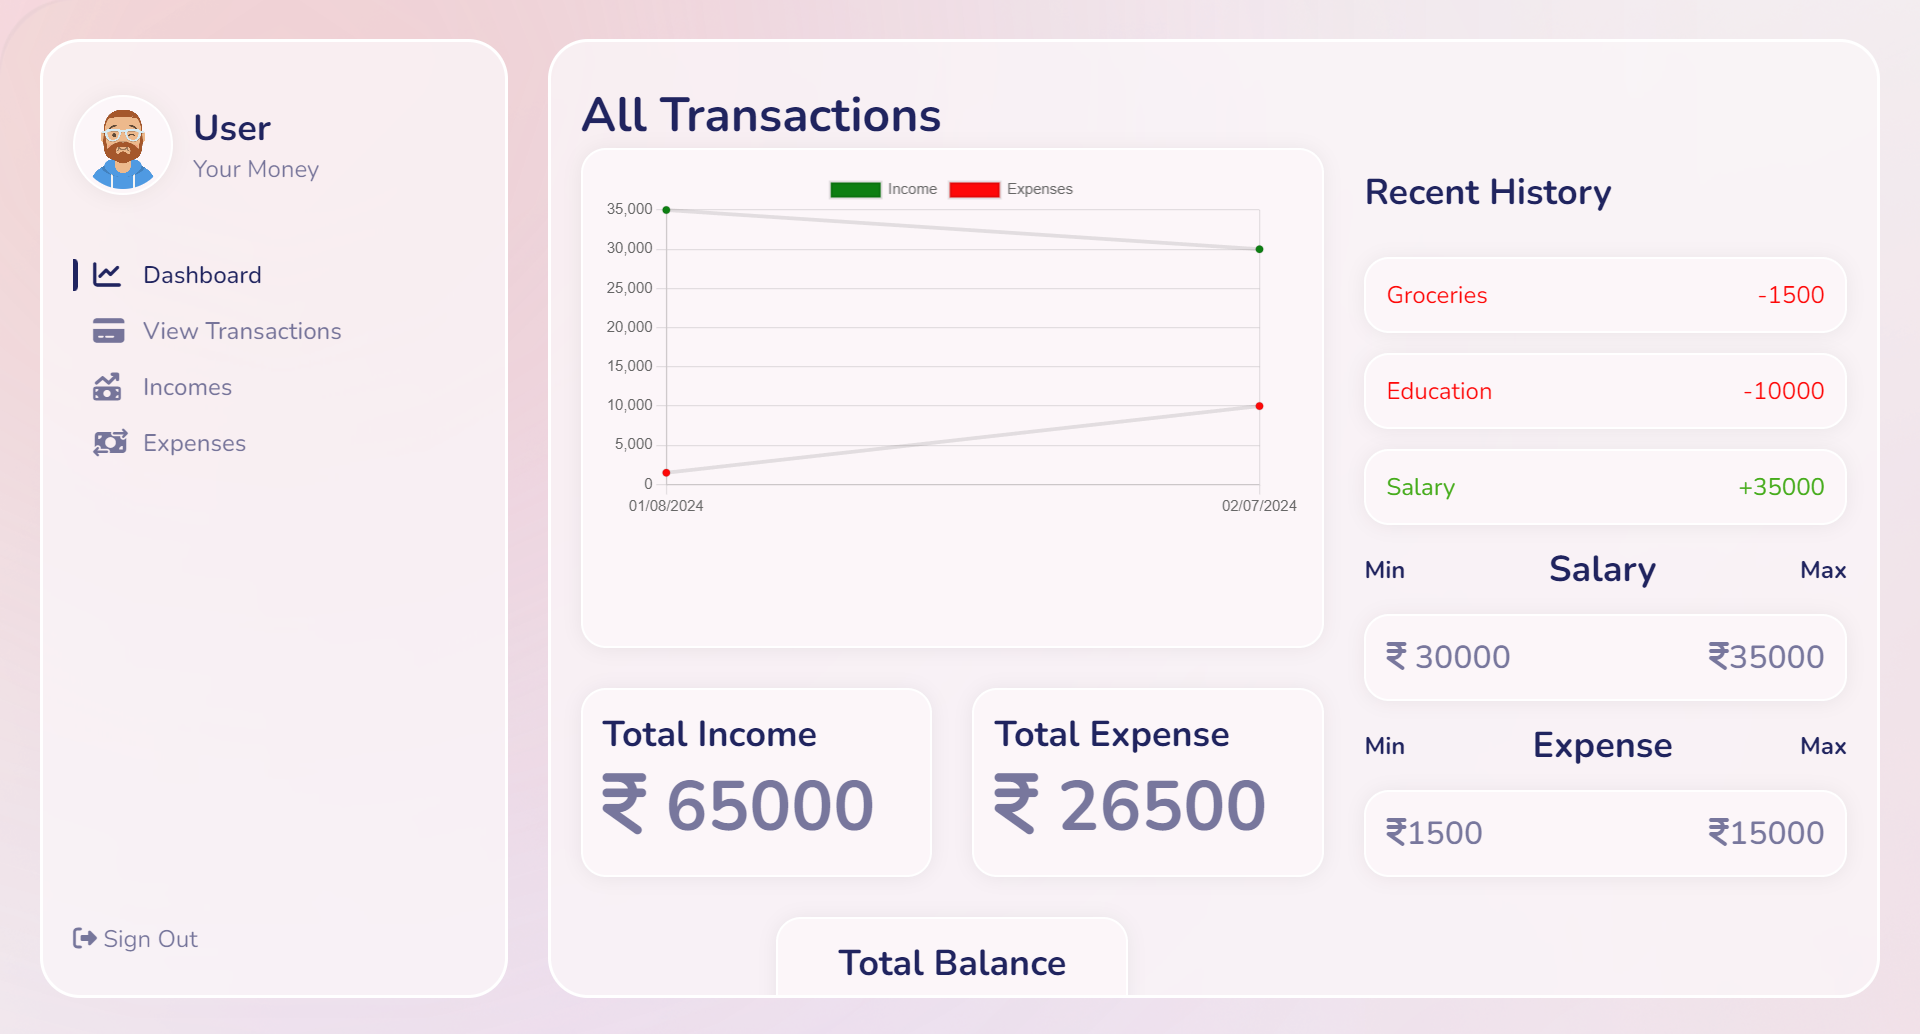 User
Your Money
Dashboard
View Transactions
Incomes
Expenses
Sign Out
All Transactions
Income Expenses
35,000
30,000
25,000
20,000
15,000
10,000
5,000
0
01/08/2024 02/07/2024
Total Income
₹ 65000
Total Expense
₹ 26500
Total Balance
Recent History
Groceries -1500
Education -10000
Salary +35000
Min Salary Max
₹ 30000 ₹35000
Min Expense Max
₹1500 ₹15000